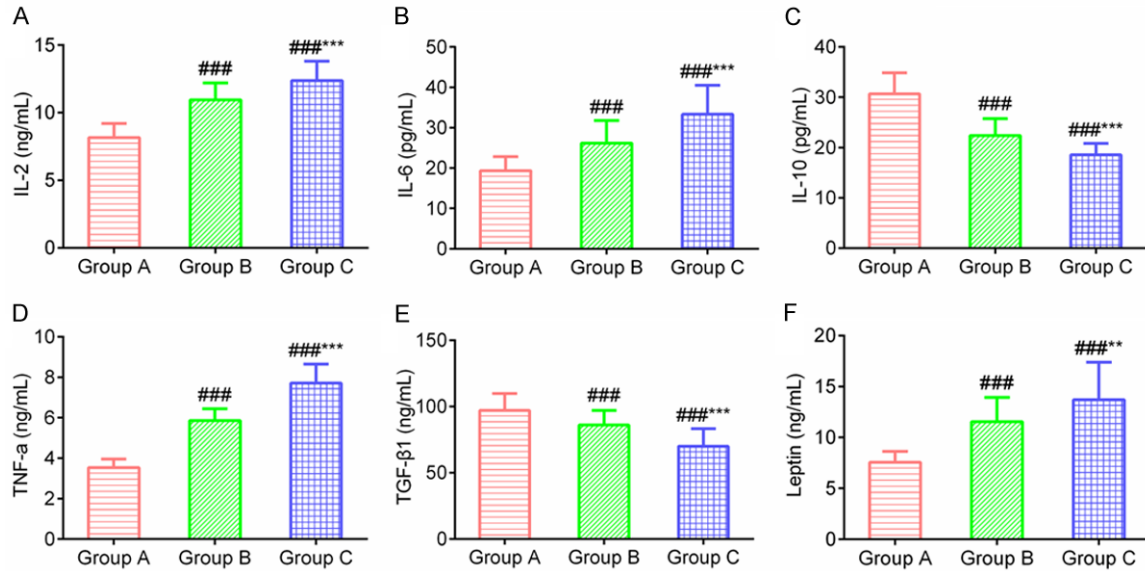 A
IL-2 (ng/mL)
15
10
5
0
###
###***
Group A Group B Group C
B
IL-6 (pg/mL)
50
40
30
20
10
0
###
###***
Group A Group B Group C
C
IL-10 (pg/mL)
40
30
20
10
0
###
###***
Group A Group B Group C
D
TNF-a (ng/mL)
10
8
6
4
2
0
###
###***
Group A Group B Group C
E
TGF-β1 (ng/mL)
150
100
50
0
###
###***
Group A Group B Group C
F
Leptin (ng/mL)
20
15
10
5
0
###
###**
Group A Group B Group C